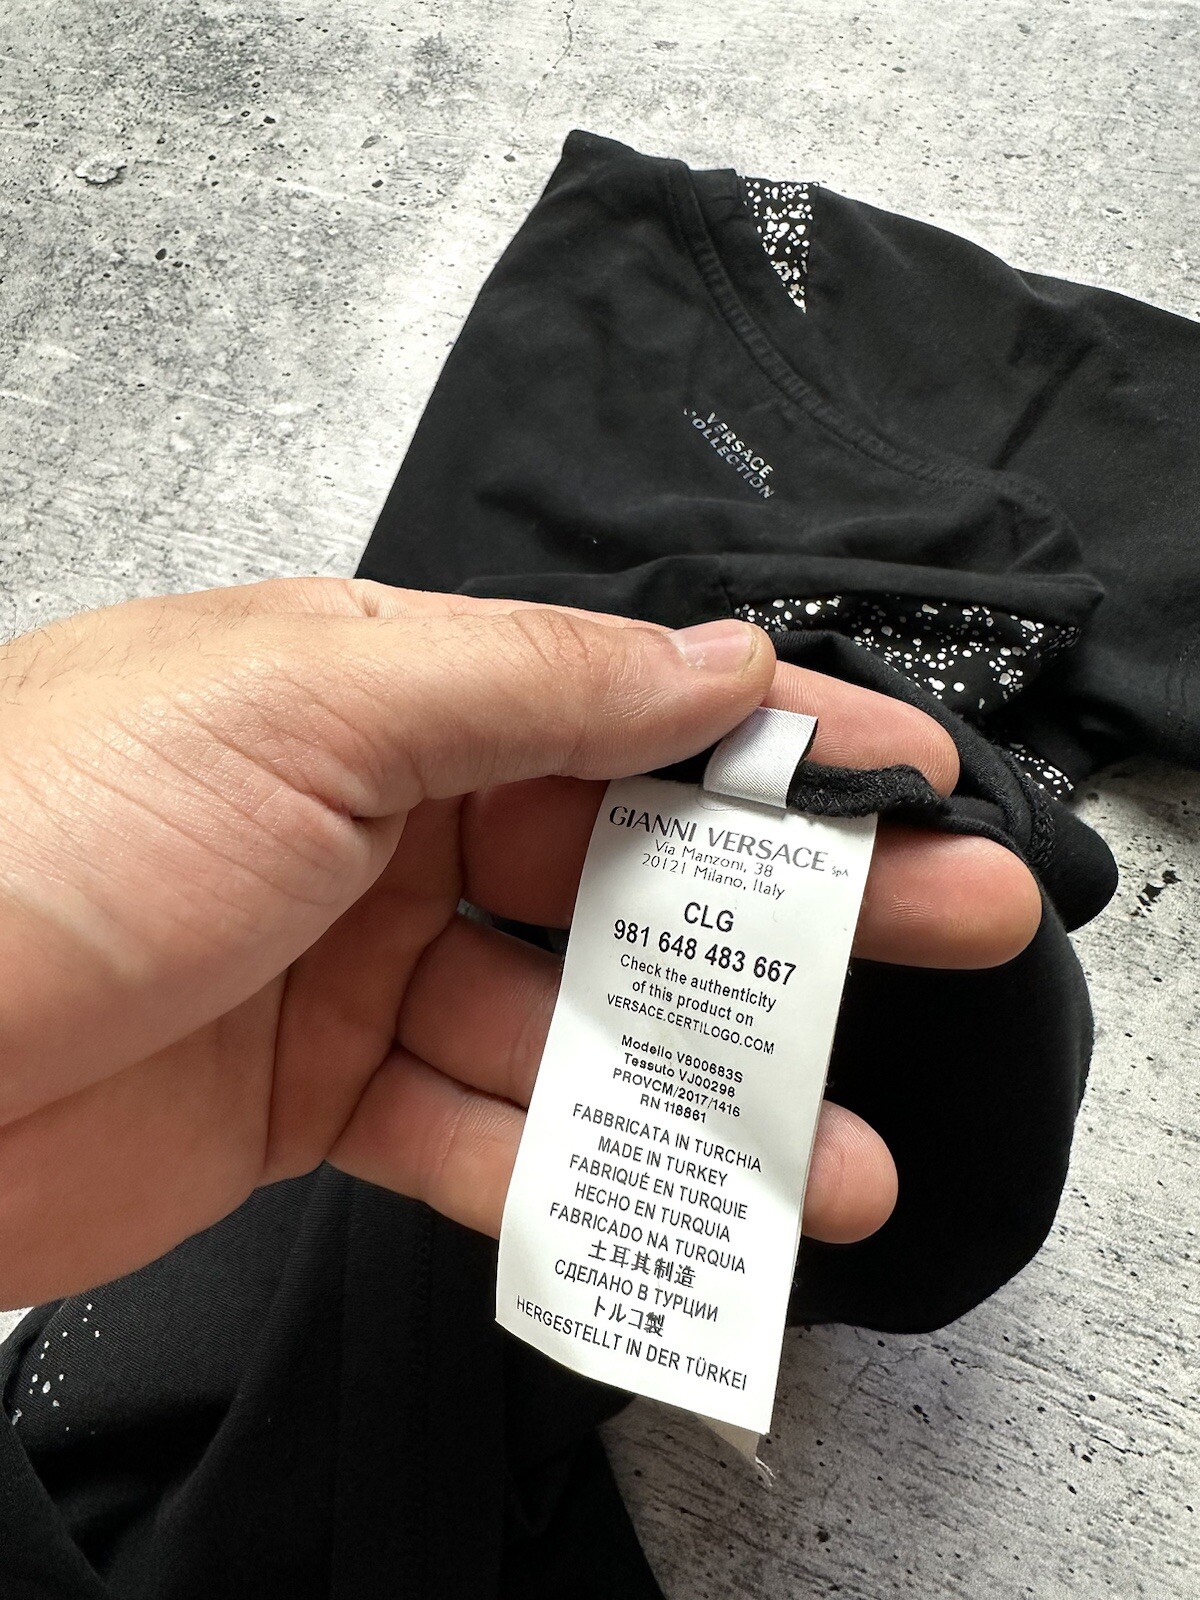 VERSACE
COLLECTION
GIANNI VERSACE SpA
Via Manzoni, 38
20121 Milano, Italy
CLG
981 648 483 667
Check the authenticity
of this product on
VERSACE.CERTILOGO.COM
Modello V800683S
Tessuto VJ00298
PROVCM/2017/1416
RN 118861
FABBRICATA IN TURCHIA
MADE IN TURKEY
FABRIQUÉ EN TURQUIE
HECHO EN TURQUIA
FABRICADO NA TURQUIA
土耳其制造
СДЕЛАНО В ТУРЦИИ
トルコ製
HERGESTELLT IN DER TÜRKEI